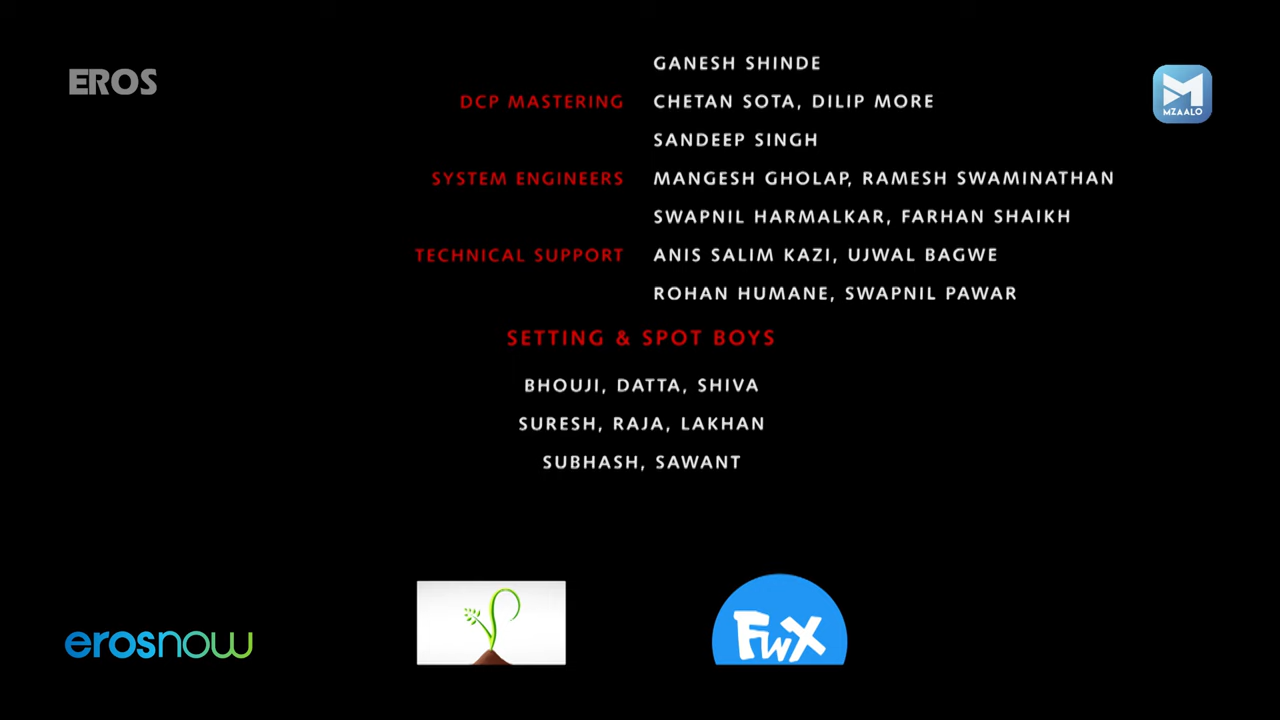 GANESH SHINDE
EROS
DCP MASTERING CHETAN SOTA, DILIP MORE
MZAALO
SANDEEP SINGH
SYSTEM ENGINEERS MANGESH GHOLAP, RAMESH SWAMINATHAN
SWAPNIL HARMALKAR, FARHAN SHAIKH
TECHNICAL SUPPORT ANIS SALIM KAZI, UJWAL BAGWE
ROHAN HUMANE, SWAPNIL PAWAR
SETTING & SPOT BOYS
BHOUJI, DATTA, SHIVA
SURESH, RAJA, LAKHAN
SUBHASH, SAWANT
erosnow
FWX